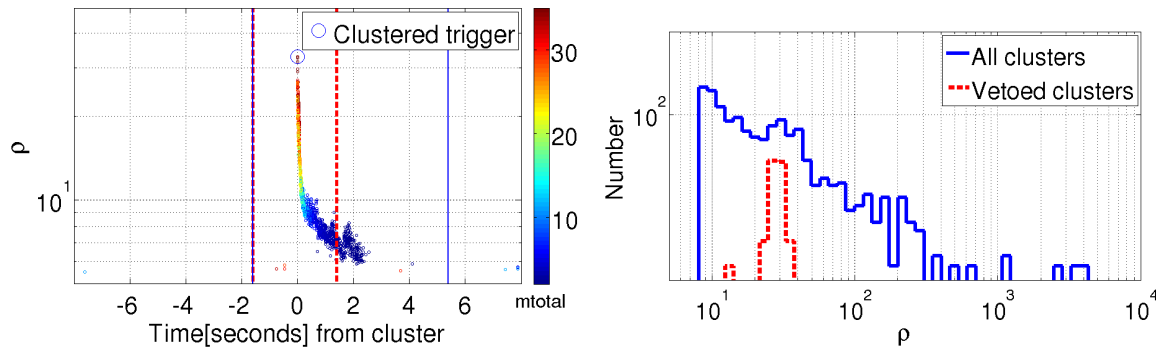 Clustered trigger
ρ
10¹
-6 -4 -2 0 2 4 6
Time[seconds] from cluster
30
20
10
mtotal
All clusters
Vetoed clusters
Number
10²
10¹ 10² 10³ 10⁴
ρ